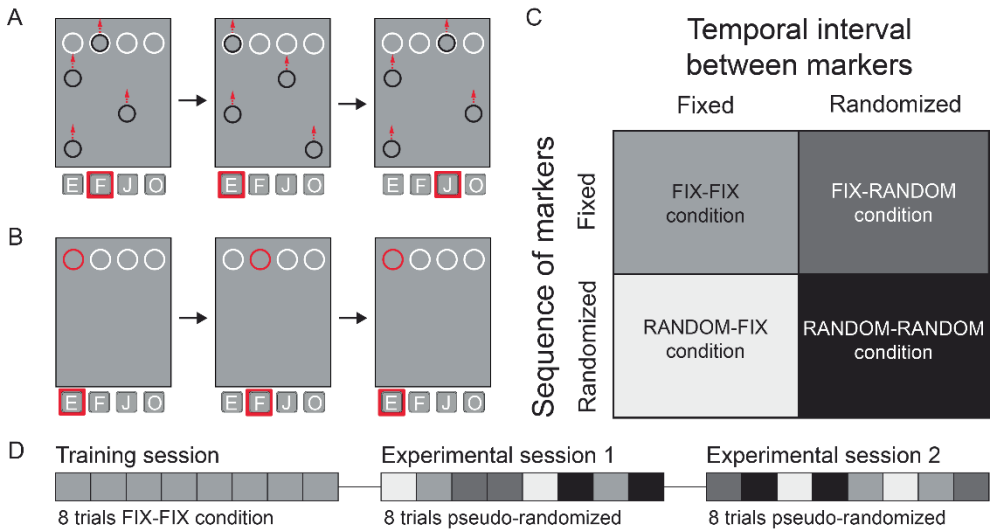 A
E F J O
E F J O
E F J O
B
E F J O
E F J O
E F J O
C
Temporal interval
between markers
Fixed
Randomized
Sequence of markers
Fixed
Randomized
FIX-FIX
condition
FIX-RANDOM
condition
RANDOM-FIX
condition
RANDOM-RANDOM
condition
D
Training session
8 trials FIX-FIX condition
Experimental session 1
8 trials pseudo-randomized
Experimental session 2
8 trials pseudo-randomized